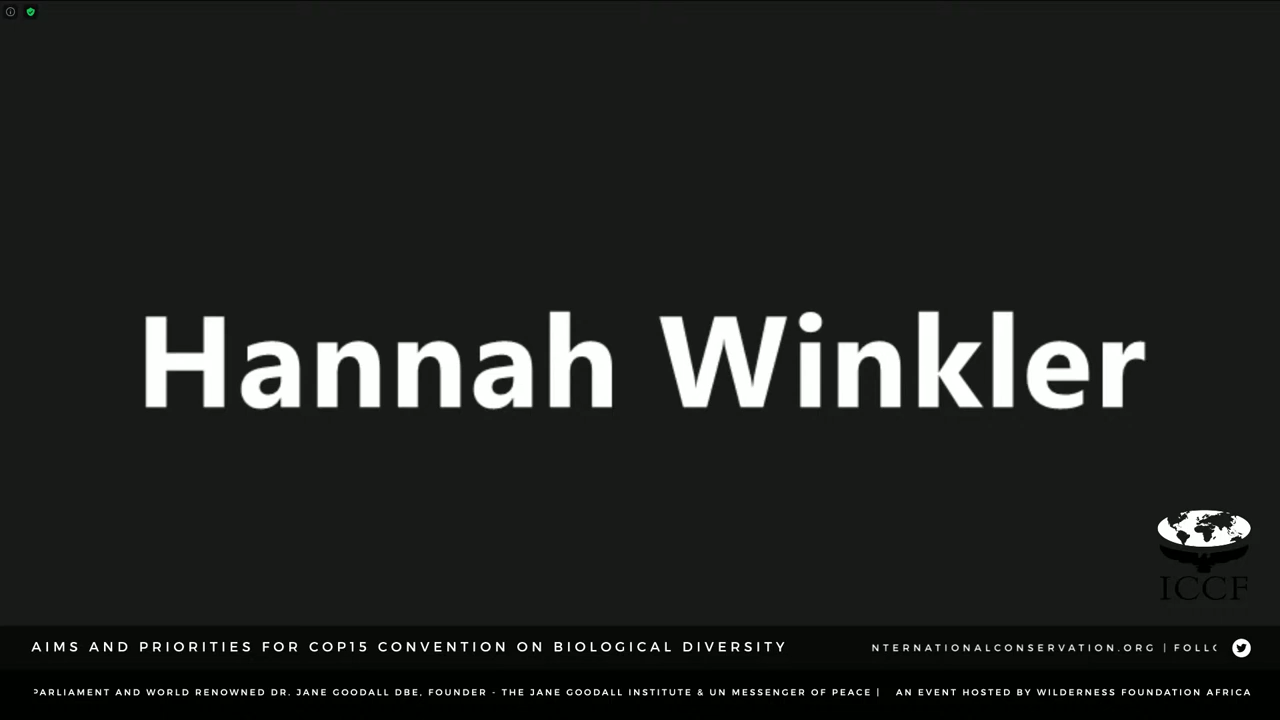 Hannah Winkler
ICCF
AIMS AND PRIORITIES FOR COP15 CONVENTION ON BIOLOGICAL DIVERSITY
NTERNATIONALCONSERVATION.ORG | FOLL
PARLIAMENT AND WORLD RENOWNED DR. JANE GOODALL DBE, FOUNDER - THE JANE GOODALL INSTITUTE & UN MESSENGER OF PEACE | AN EVENT HOSTED BY WILDERNESS FOUNDATION AFRICA